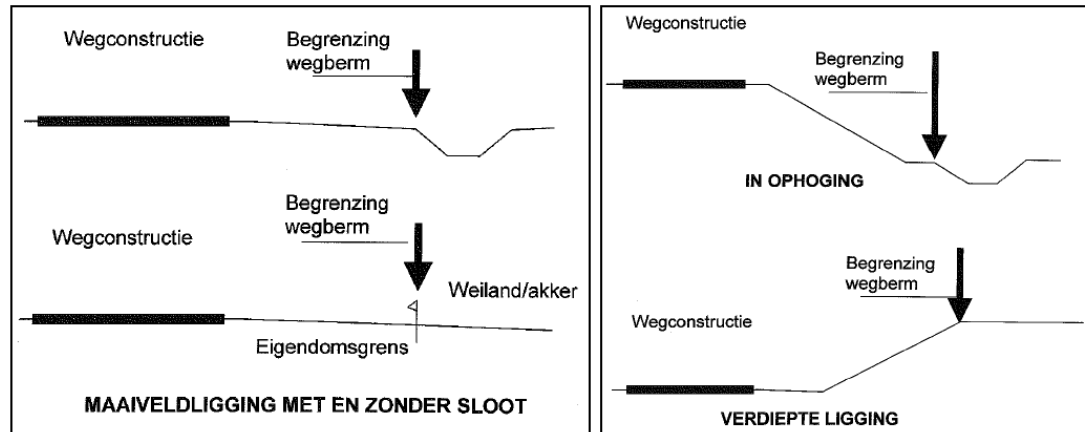 Wegconstructie
Begrenzing
wegberm
Wegconstructie
Begrenzing
wegberm
Weiland/akker
Eigendomsgrens
MAAIVELDLIGGING MET EN ZONDER SLOOT
Wegconstructie
Begrenzing
wegberm
IN OPHOGING
Begrenzing
wegberm
Wegconstructie
VERDIEPTE LIGGING